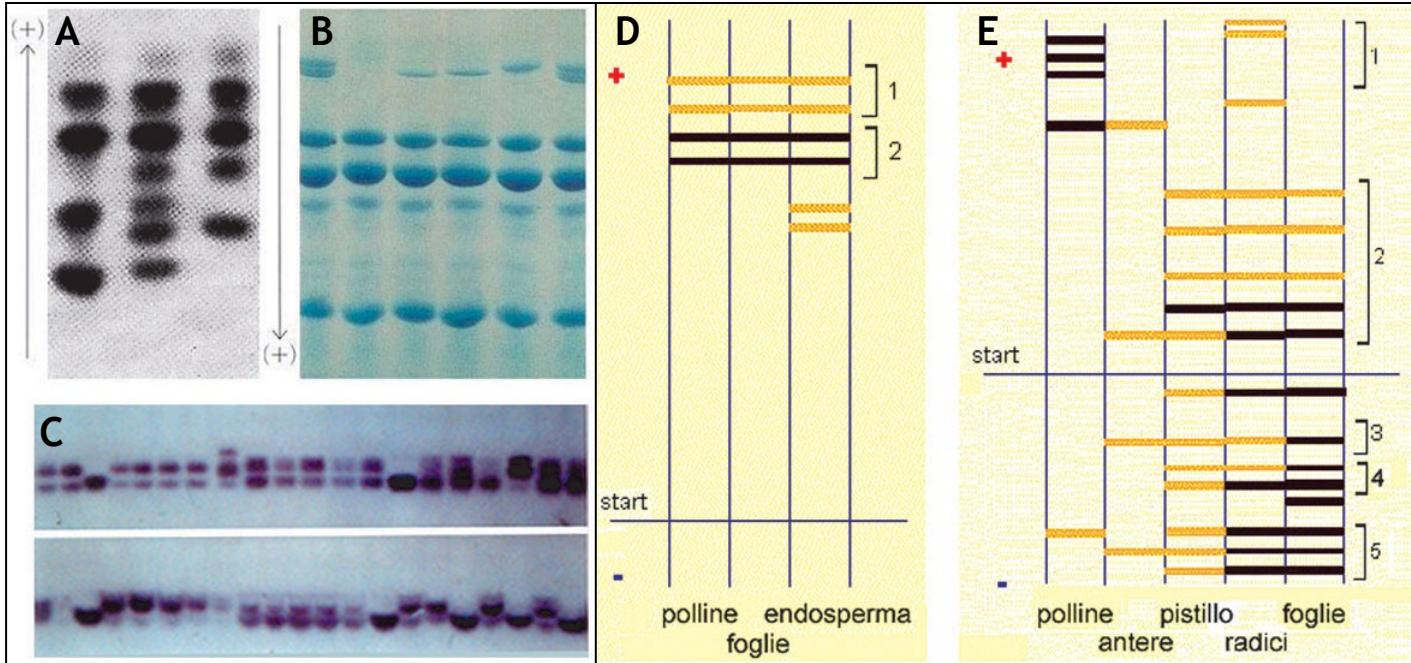 (+)
A
B
(+)
C
D
+
1
2
start
-
polline endosperma
foglie
E
+
1
2
start
3
4
5
-
polline pistillo foglie
antere radici